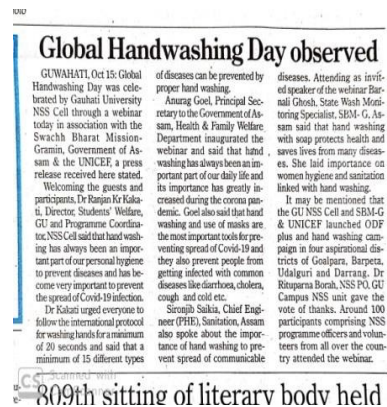 Global Handwashing Day observed
GUWAHATI, Oct 15: Global
Handwashing Day was cele-
brated by Gauhati University
NSS Cell through a webinar
today in association with the
Swachh Bharat Mission-
Gramin, Government of As-
sam & the UNICEF, a press
release received here stated.
Welcoming the guests and
participants, Dr Ranjan Kr Kaka-
ti, Director, Students' Welfare,
GU and Programme Coordina-
tor, NSS Cell said that hand wash-
ing has always been an impor-
tant part of our personal hygiene
to prevent diseases and has be-
come very important to prevent
the spread of Covid-19 infection.
Dr Kakati urged everyone to
follow the international protocol
for washing hands for a minimum
of 20 seconds and said that a
minimum of 15 different types
of diseases can be prevented by
proper hand washing.
Anurag Goel, Principal Sec-
retary to the Government of As-
sam, Health & Family Welfare
Department inaugurated the
webinar and said that hand
washing has always been an im-
portant part of our daily life and
its importance has greatly in-
creased during the corona pan-
demic. Goel also said that hand
washing and use of masks are
the most important tools for pre-
venting spread of Covid-19 and
they also prevent people from
getting infected with common
diseases like diarrhoea, cholera,
cough and cold etc.
Sironjib Saikia, Chief Engi-
neer (PHE), Sanitation, Assam
also spoke about the impor-
tance of hand washing to pre-
vent spread of communicable
diseases. Attending as invit-
ed speaker of the webinar Bar-
nali Ghosh, State WASH Moni-
toring Specialist, SBM- G, As-
sam said that hand washing
with soap protects health and
saves lives from many diseas-
es. She laid importance on
women hygiene and sanitation
linked with hand washing.
It may be mentioned that
the GU NSS Cell and SBM-G
& UNICEF launched ODF
plus and hand washing cam-
paign in four aspirational dis-
tricts of Goalpara, Barpeta,
Udalguri and Darrang. Dr
Rituparna Borah, NSS PO, GU
Campus NSS unit gave the
vote of thanks. Around 100
participants comprising NSS
programme officers and volun-
teers from all over the coun-
try attended the webinar.
CS Scanned with
809th sitting of literary body held